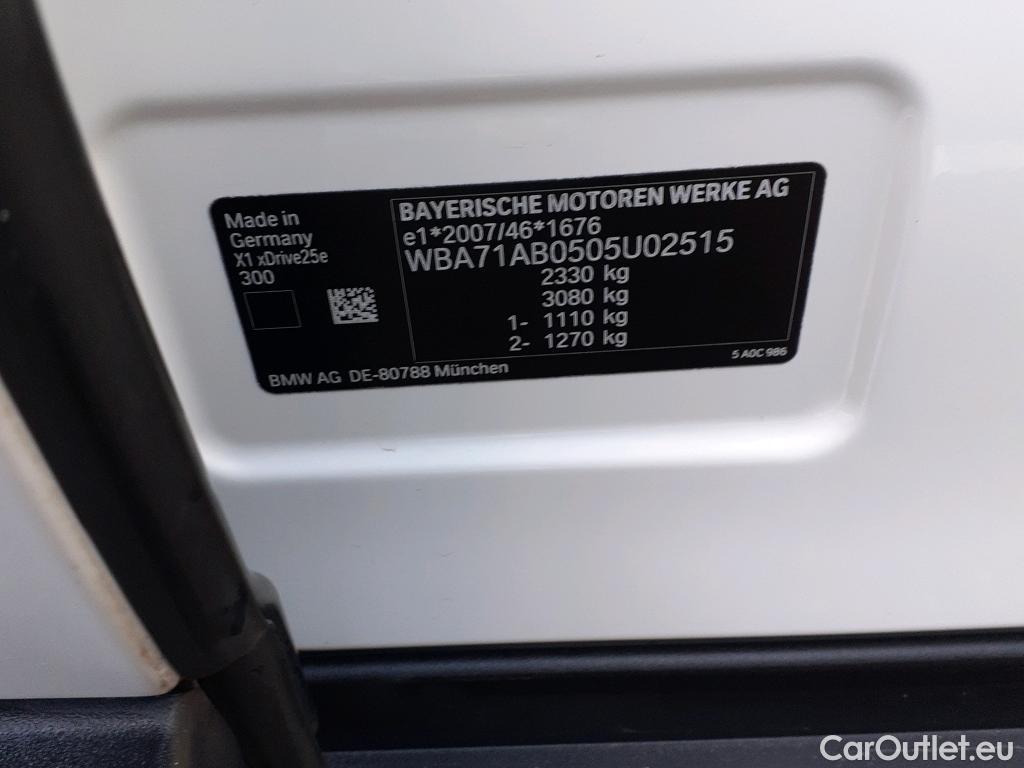 Made in
Germany
X1 xDrive25e
300
BAYERISCHE MOTOREN WERKE AG
e1*2007/46*1676
WBA71AB0505U02515
2330 kg
3080 kg
1- 1110 kg
2- 1270 kg
5 A0C 986
BMW AG DE-80788 München
CarOutlet.eu